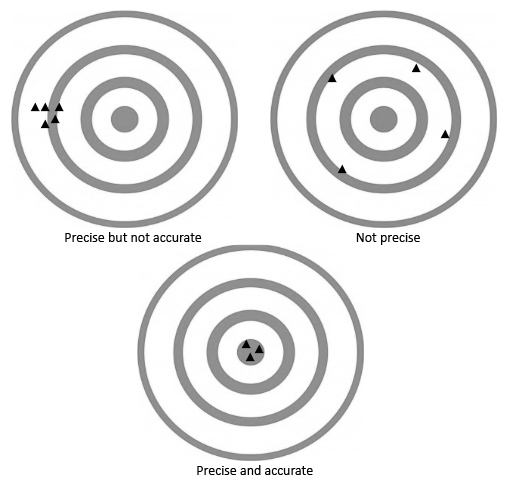 Precise but not accurate
Not precise
Precise and accurate